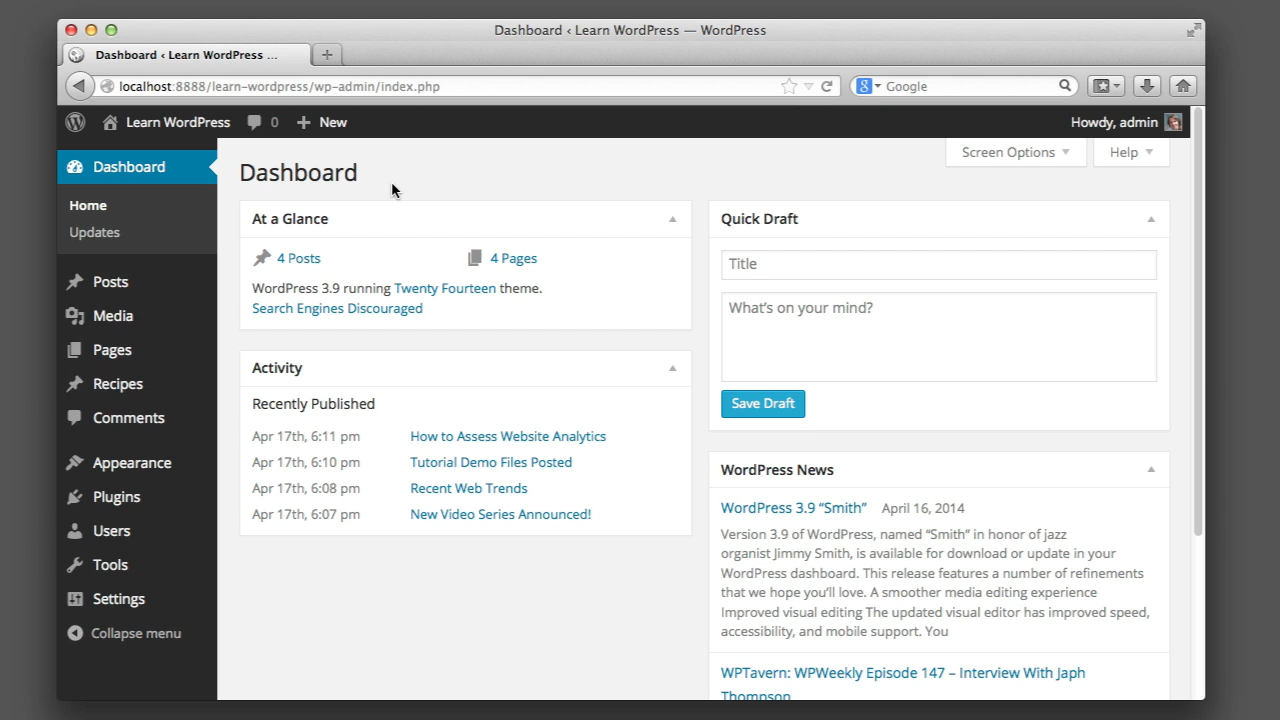 Dashboard ‹ Learn WordPress — WordPress
Dashboard ‹ Learn WordPress ...
localhost:8888/learn-wordpress/wp-admin/index.php
Google
Learn WordPress
0
New
Howdy, admin
Dashboard
Home
Updates
Posts
Media
Pages
Recipes
Comments
Appearance
Plugins
Users
Tools
Settings
Collapse menu
Screen Options
Help
Dashboard
At a Glance
4 Posts
4 Pages
WordPress 3.9 running Twenty Fourteen theme.
Search Engines Discouraged
Activity
Recently Published
Apr 17th, 6:11 pm How to Assess Website Analytics
Apr 17th, 6:10 pm Tutorial Demo Files Posted
Apr 17th, 6:08 pm Recent Web Trends
Apr 17th, 6:07 pm New Video Series Announced!
Quick Draft
Title
What's on your mind?
Save Draft
WordPress News
WordPress 3.9 “Smith” April 16, 2014
Version 3.9 of WordPress, named “Smith” in honor of jazz
organist Jimmy Smith, is available for download or update in your
WordPress dashboard. This release features a number of refinements
that we hope you'll love. A smoother media editing experience
Improved visual editing The updated visual editor has improved speed,
accessibility, and mobile support. You
WPTavern: WPWeekly Episode 147 – Interview With Japh
Thompson